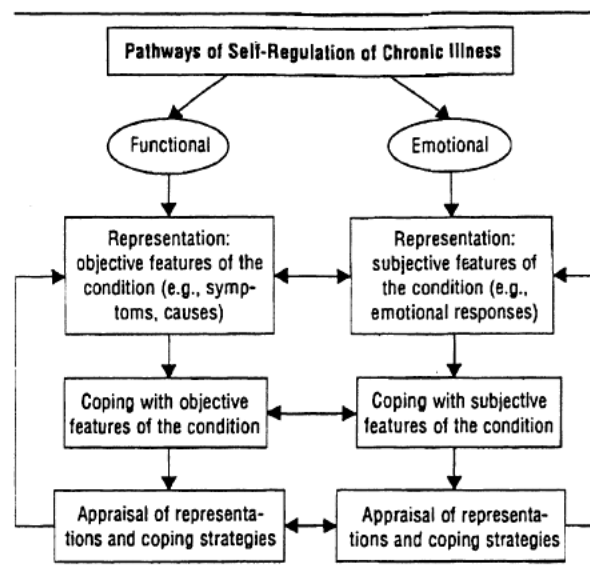 Pathways of Self-Regulation of Chronic Illness
Functional
Emotional
Representation:
objective features of the
condition (e.g., symp-
toms, causes)
Representation:
subjective features of
the condition (e.g.,
emotional responses)
Coping with objective
features of the condition
Coping with subjective
features of the condition
Appraisal of representa-
tions and coping strategies
Appraisal of representa-
tions and coping strategies